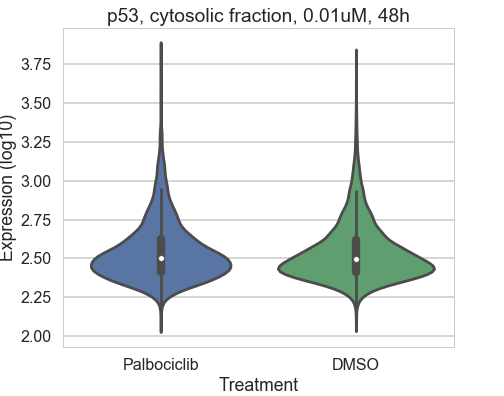 p53, cytosolic fraction, 0.01uM, 48h
Expression (log10)
3.75
3.50
3.25
3.00
2.75
2.50
2.25
2.00
Palbociclib
DMSO
Treatment